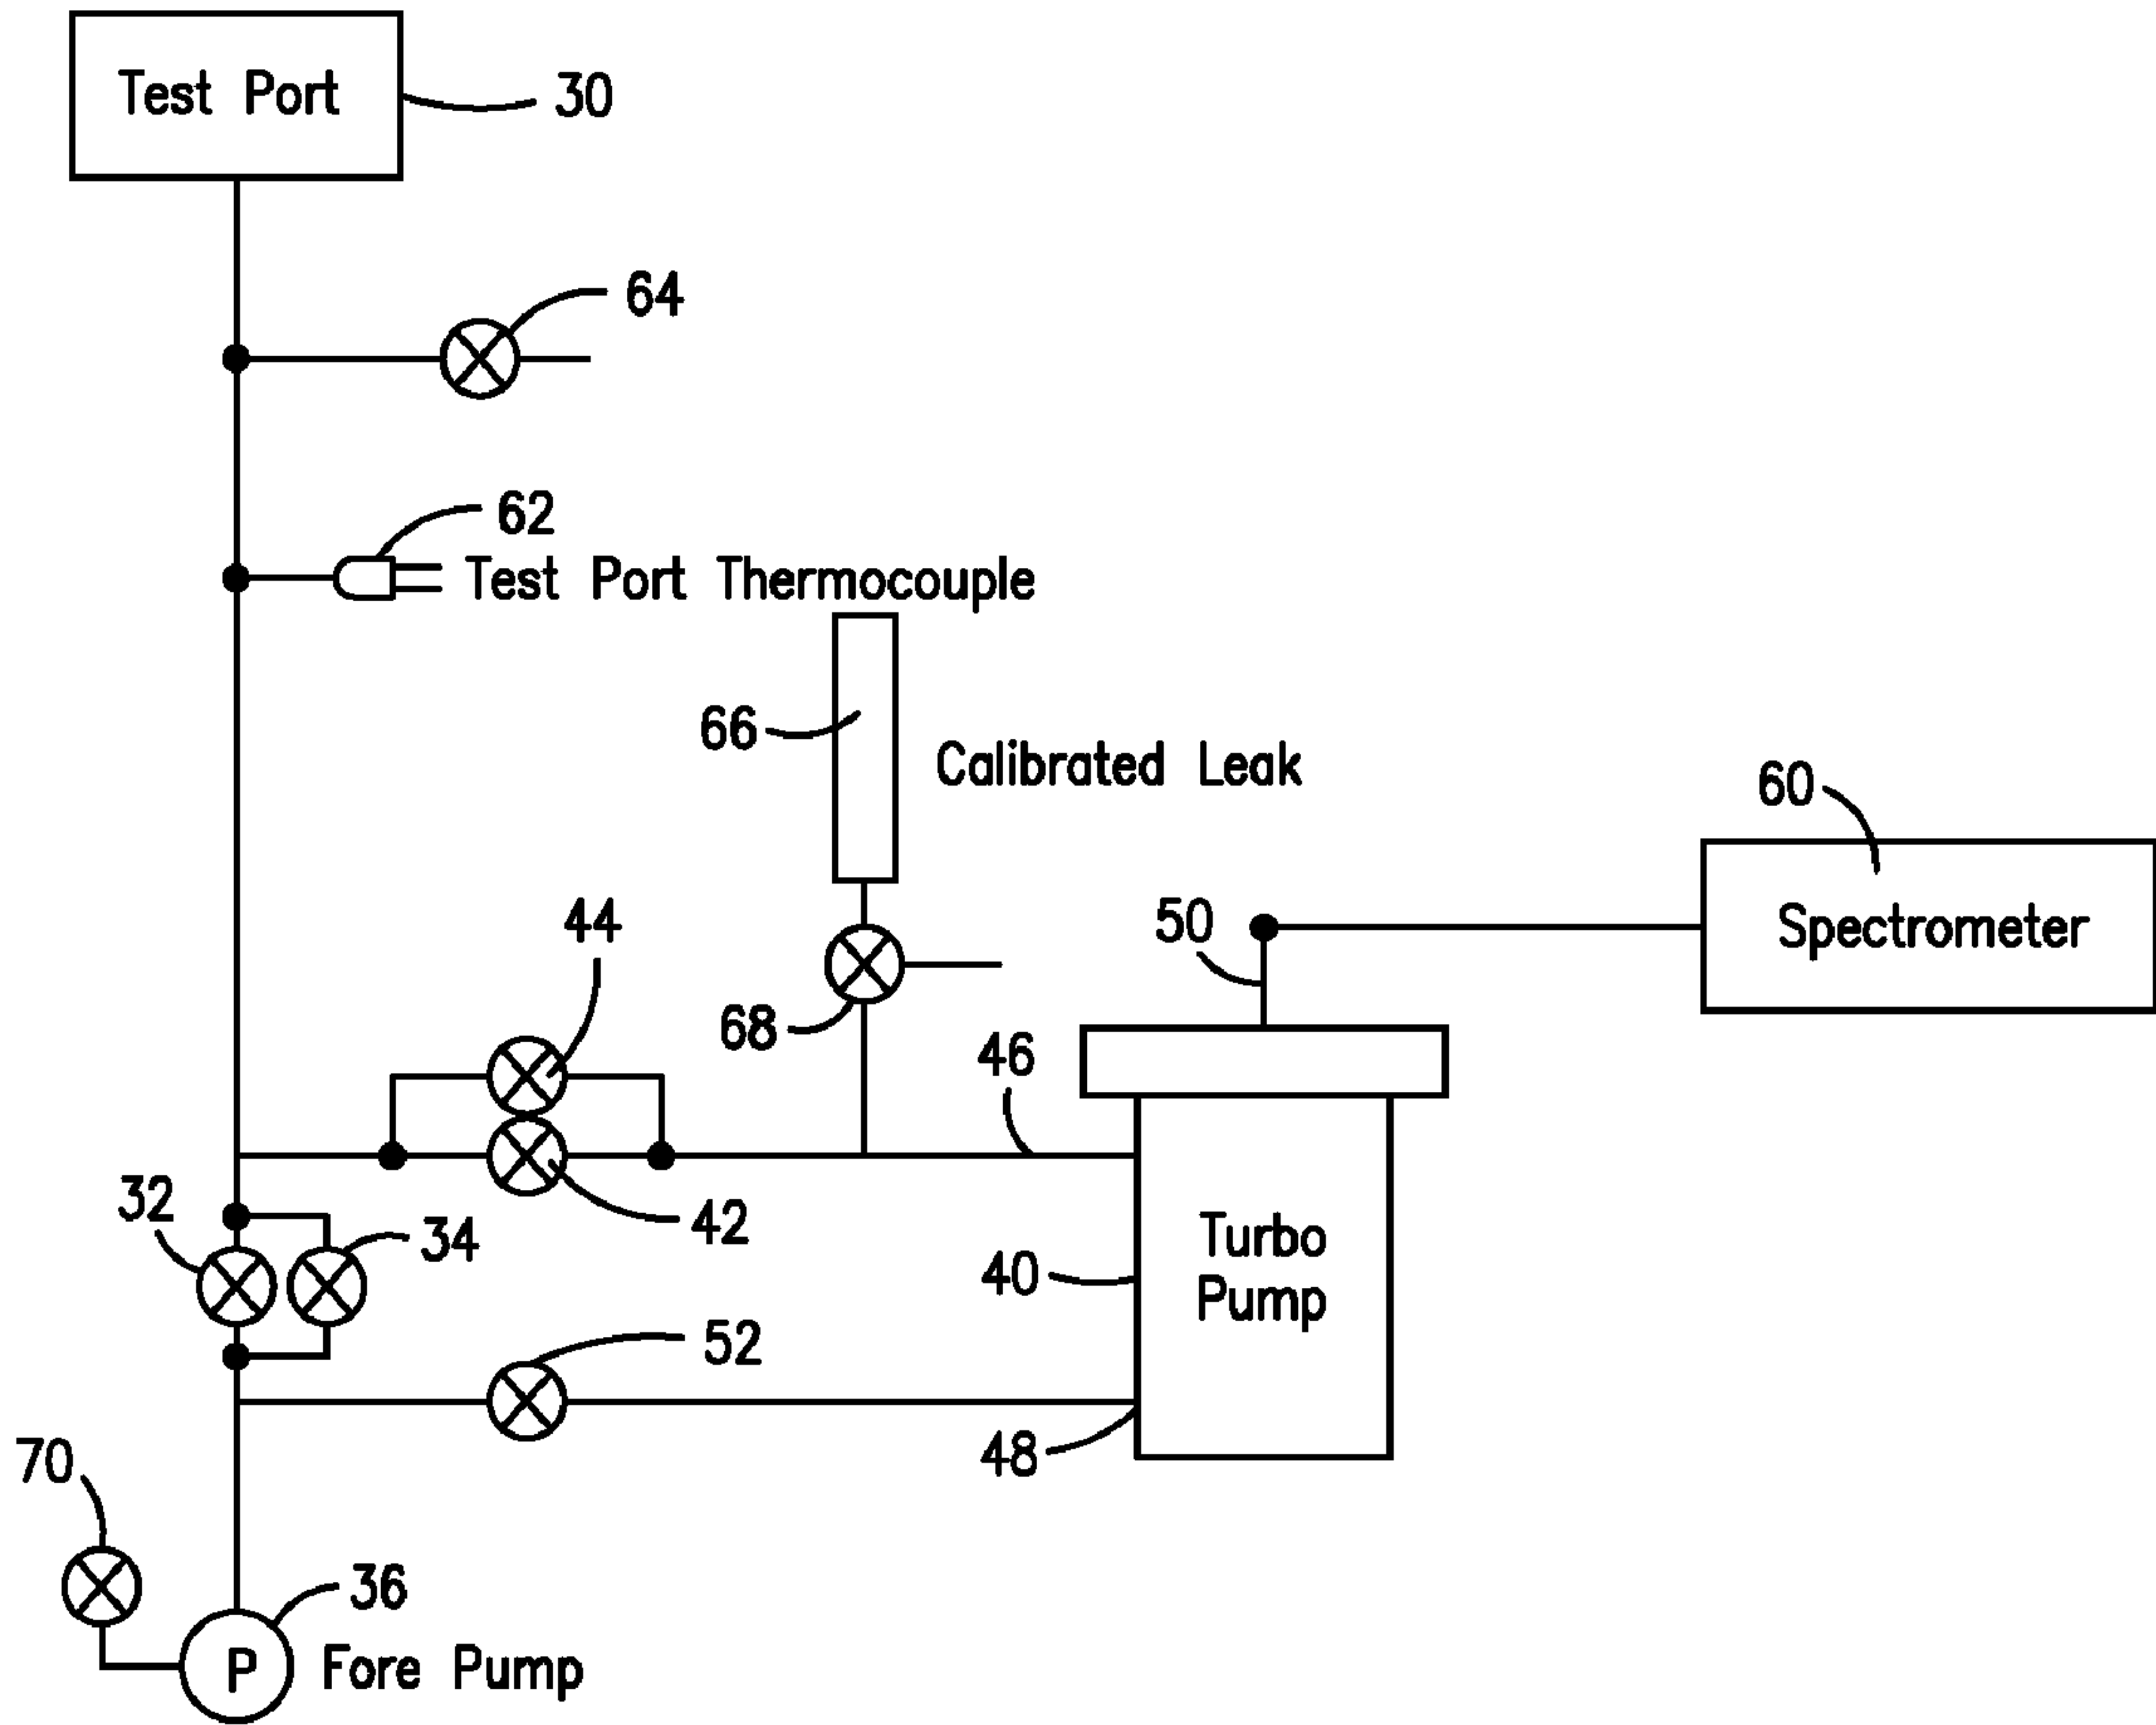 Test Port
30
64
62
Test Port Thermocouple
66
Calibrated Leak
60
Spectrometer
44
50
68
46
32
34
42
40
Turbo
Pump
52
48
70
36
P
Fore Pump